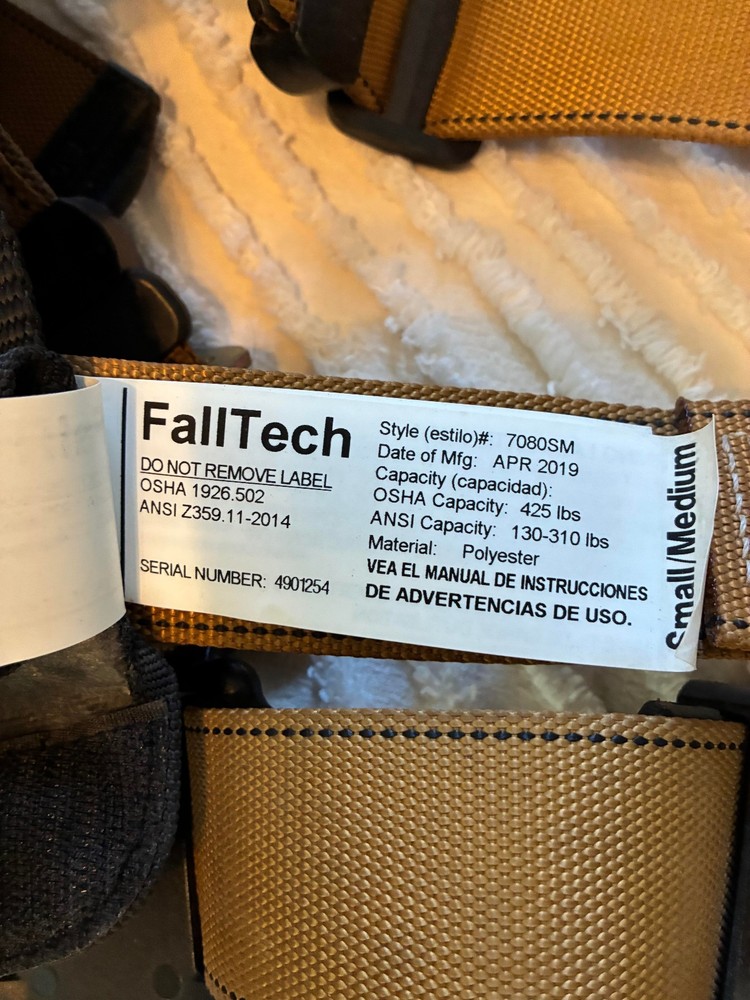 FallTech
DO NOT REMOVE LABEL
OSHA 1926.502
ANSI Z359.11-2014
SERIAL NUMBER: 4901254
Style (estilo)#: 7080SM
Date of Mfg: APR 2019
Capacity (capacidad):
OSHA Capacity: 425 lbs
ANSI Capacity: 130-310 lbs
Material: Polyester
VEA EL MANUAL DE INSTRUCCIONES
DE ADVERTENCIAS DE USO.
Small/Medium